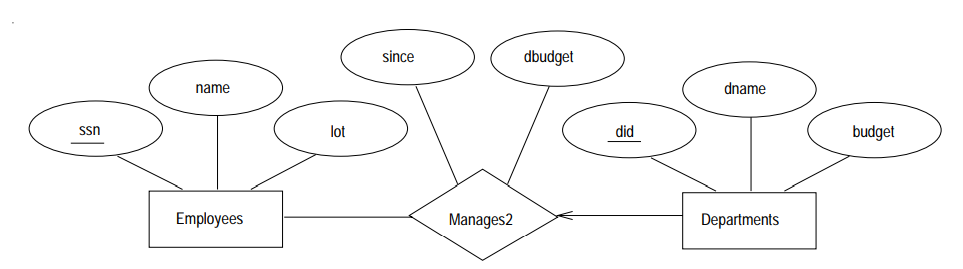 since
dbudget
name
dname
ssn
lot
did
budget
Employees
Manages2
Departments